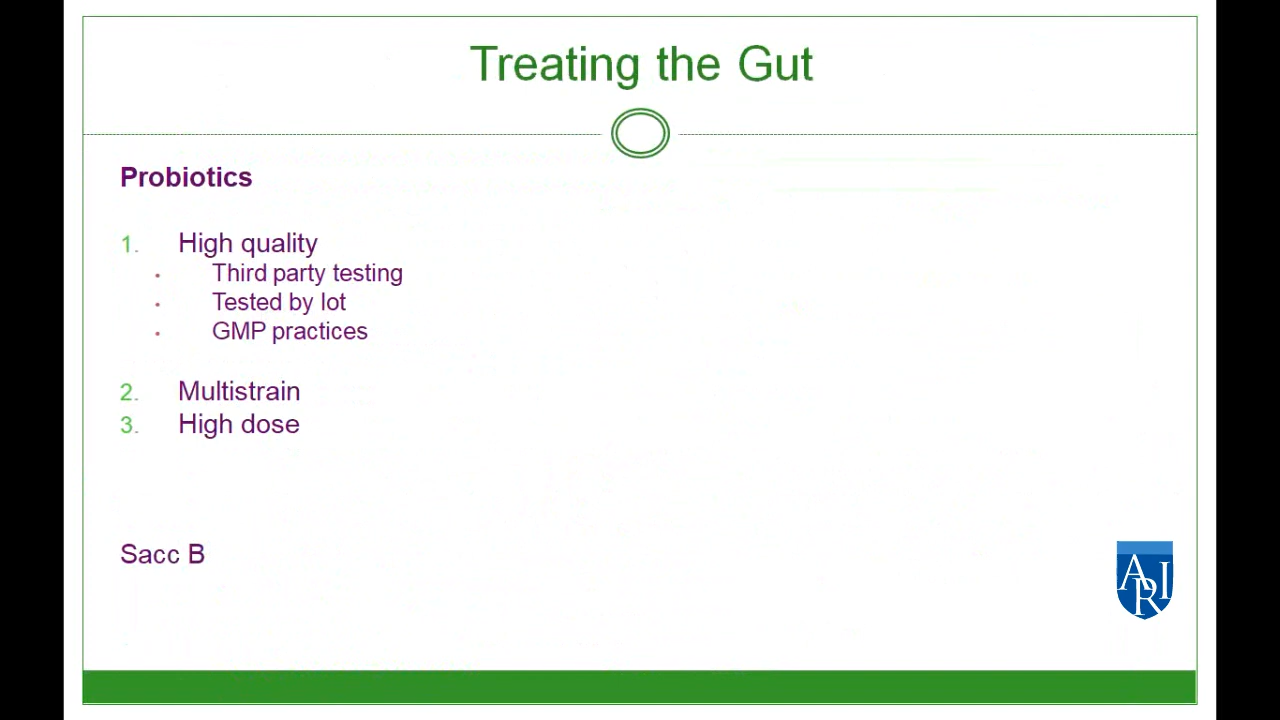 Treating the Gut
Probiotics
1. High quality
• Third party testing
• Tested by lot
• GMP practices
2. Multistrain
3. High dose
Sacc B
ARI